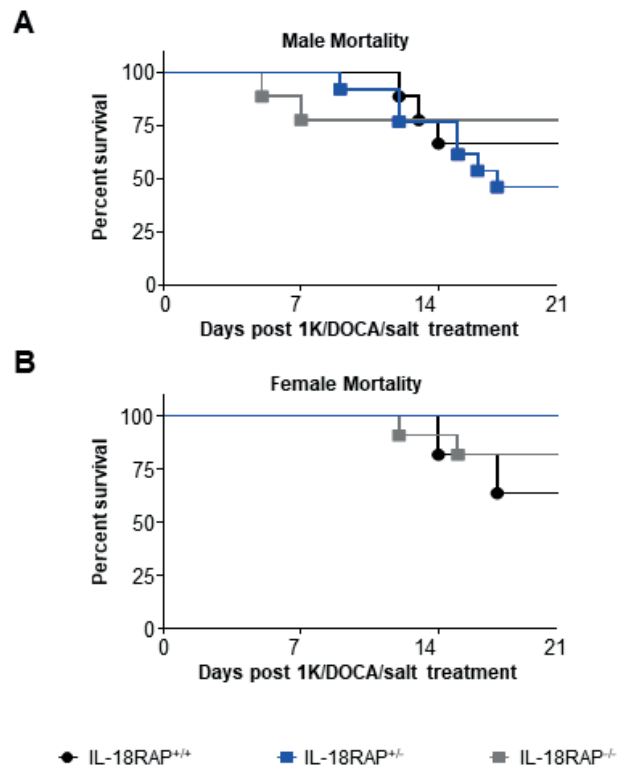 A
Male Mortality
Percent survival
100
75
50
25
0
0 7 14 21
Days post 1K/DOCA/salt treatment
B
Female Mortality
Percent survival
100
75
50
25
0
0 7 14 21
Days post 1K/DOCA/salt treatment
IL-18RAP+/+ IL-18RAP+/- IL-18RAP-/-